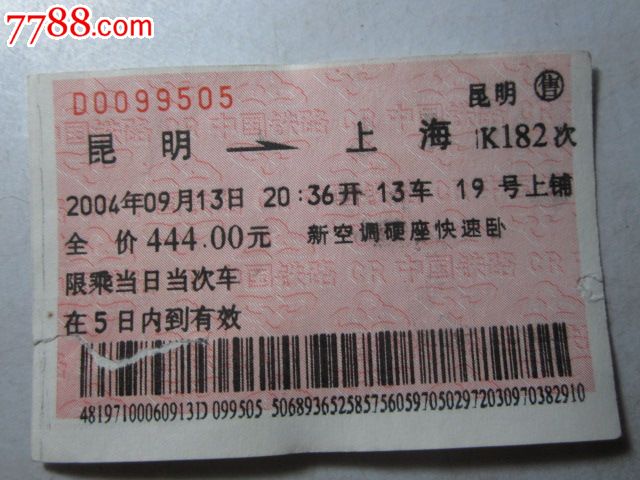 7788.com
D0099505 昆明 售
昆明 上海 K182次
2004年09月13日 20:36开 13车 19号上铺
全价444.00元 新空调硬座快速卧
限乘当日当次车
在5日内到有效
48197100060913D 099505 50689365258575605970502972030970382910